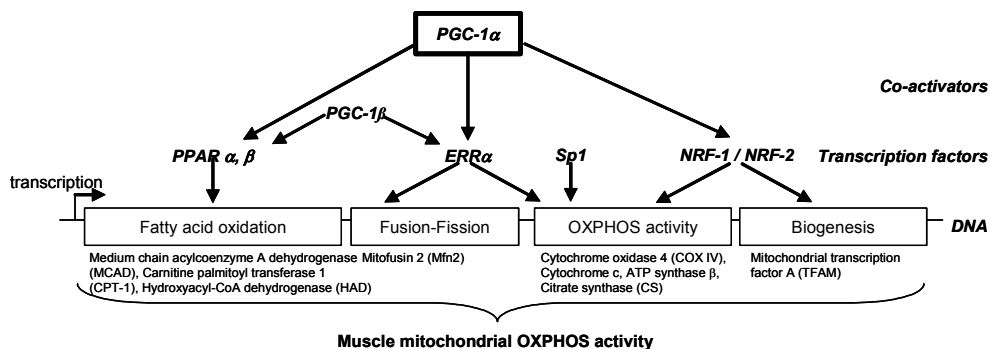 PGC-1α
Co-activators
PGC-1β
PPAR α, β
ERRα
Sp1
NRF-1 / NRF-2
Transcription factors
transcription
Fatty acid oxidation
Fusion-Fission
OXPHOS activity
Biogenesis
DNA
Medium chain acylcoenzyme A dehydrogenase
(MCAD), Carnitine palmitoyl transferase 1
(CPT-1), Hydroxyacyl-CoA dehydrogenase (HAD)
Mitofusin 2 (Mfn2)
Cytochrome oxidase 4 (COX IV),
Cytochrome c, ATP synthase β,
Citrate synthase (CS)
Mitochondrial transcription
factor A (TFAM)
Muscle mitochondrial OXPHOS activity